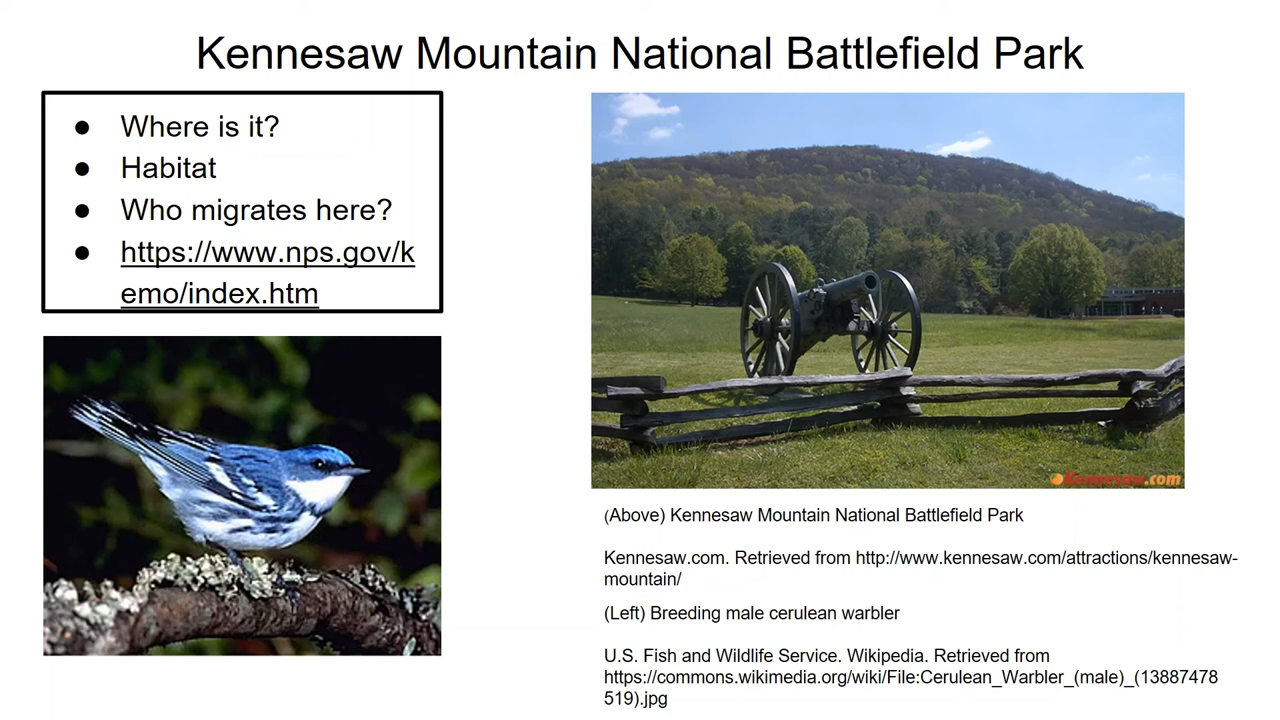 Kennesaw Mountain National Battlefield Park
● Where is it?
● Habitat
● Who migrates here?
● https://www.nps.gov/k
emo/index.htm
Kennesaw.com
(Above) Kennesaw Mountain National Battlefield Park
Kennesaw.com. Retrieved from http://www.kennesaw.com/attractions/kennesaw-
mountain/
(Left) Breeding male cerulean warbler
U.S. Fish and Wildlife Service. Wikipedia. Retrieved from
https://commons.wikimedia.org/wiki/File:Cerulean_Warbler_(male)_(13887478
519).jpg